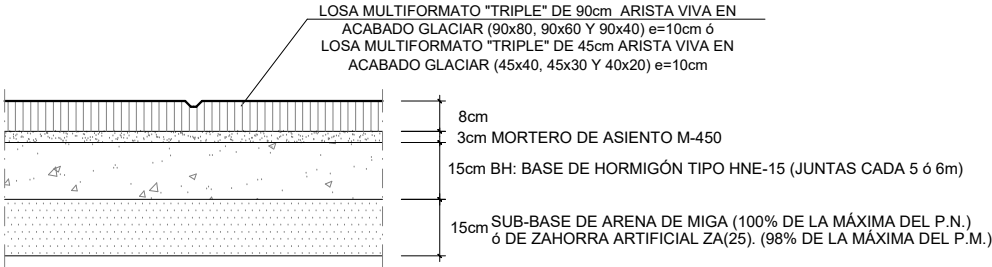 LOSA MULTIFORMATO "TRIPLE" DE 90cm ARISTA VIVA EN
ACABADO GLACIAR (90x80, 90x60 Y 90x40) e=10cm ó
LOSA MULTIFORMATO "TRIPLE" DE 45cm ARISTA VIVA EN
ACABADO GLACIAR (45x40, 45x30 Y 40x20) e=10cm
8cm
3cm MORTERO DE ASIENTO M-450
15cm BH: BASE DE HORMIGÓN TIPO HNE-15 (JUNTAS CADA 5 ó 6m)
15cm SUB-BASE DE ARENA DE MIGA (100% DE LA MÁXIMA DEL P.N.)
ó DE ZAHORRA ARTIFICIAL ZA(25). (98% DE LA MÁXIMA DEL P.M.)